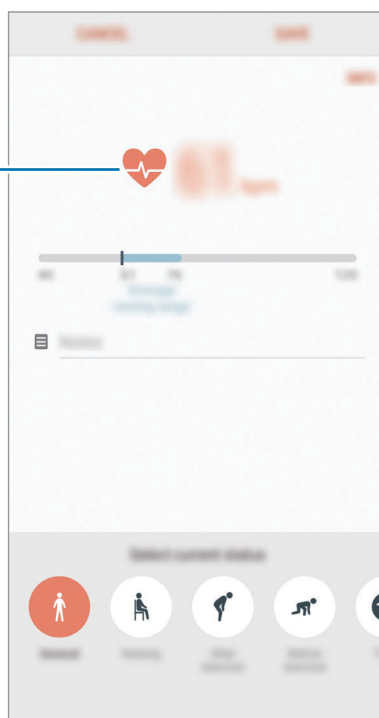 CANCEL SAVE
INFO
61 bpm
61 76 120
Average
resting range
Notes
Select current status
General Resting After Before
exercise exercise